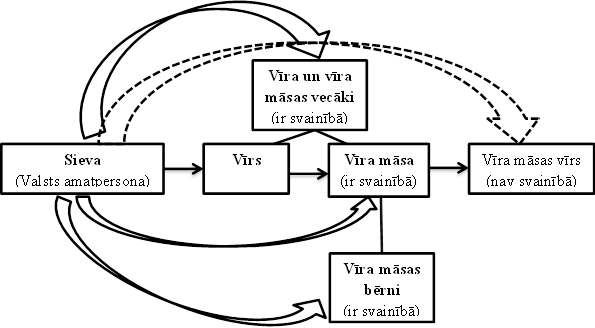 Vīra un vīra
māsas vecāki
(ir svainībā)
Sieva
(Valsts amatpersona)
Vīrs
Vīra māsa
(ir svainībā)
Vīra māsas vīrs
(nav svainībā)
Vīra māsas
bērni
(ir svainībā)